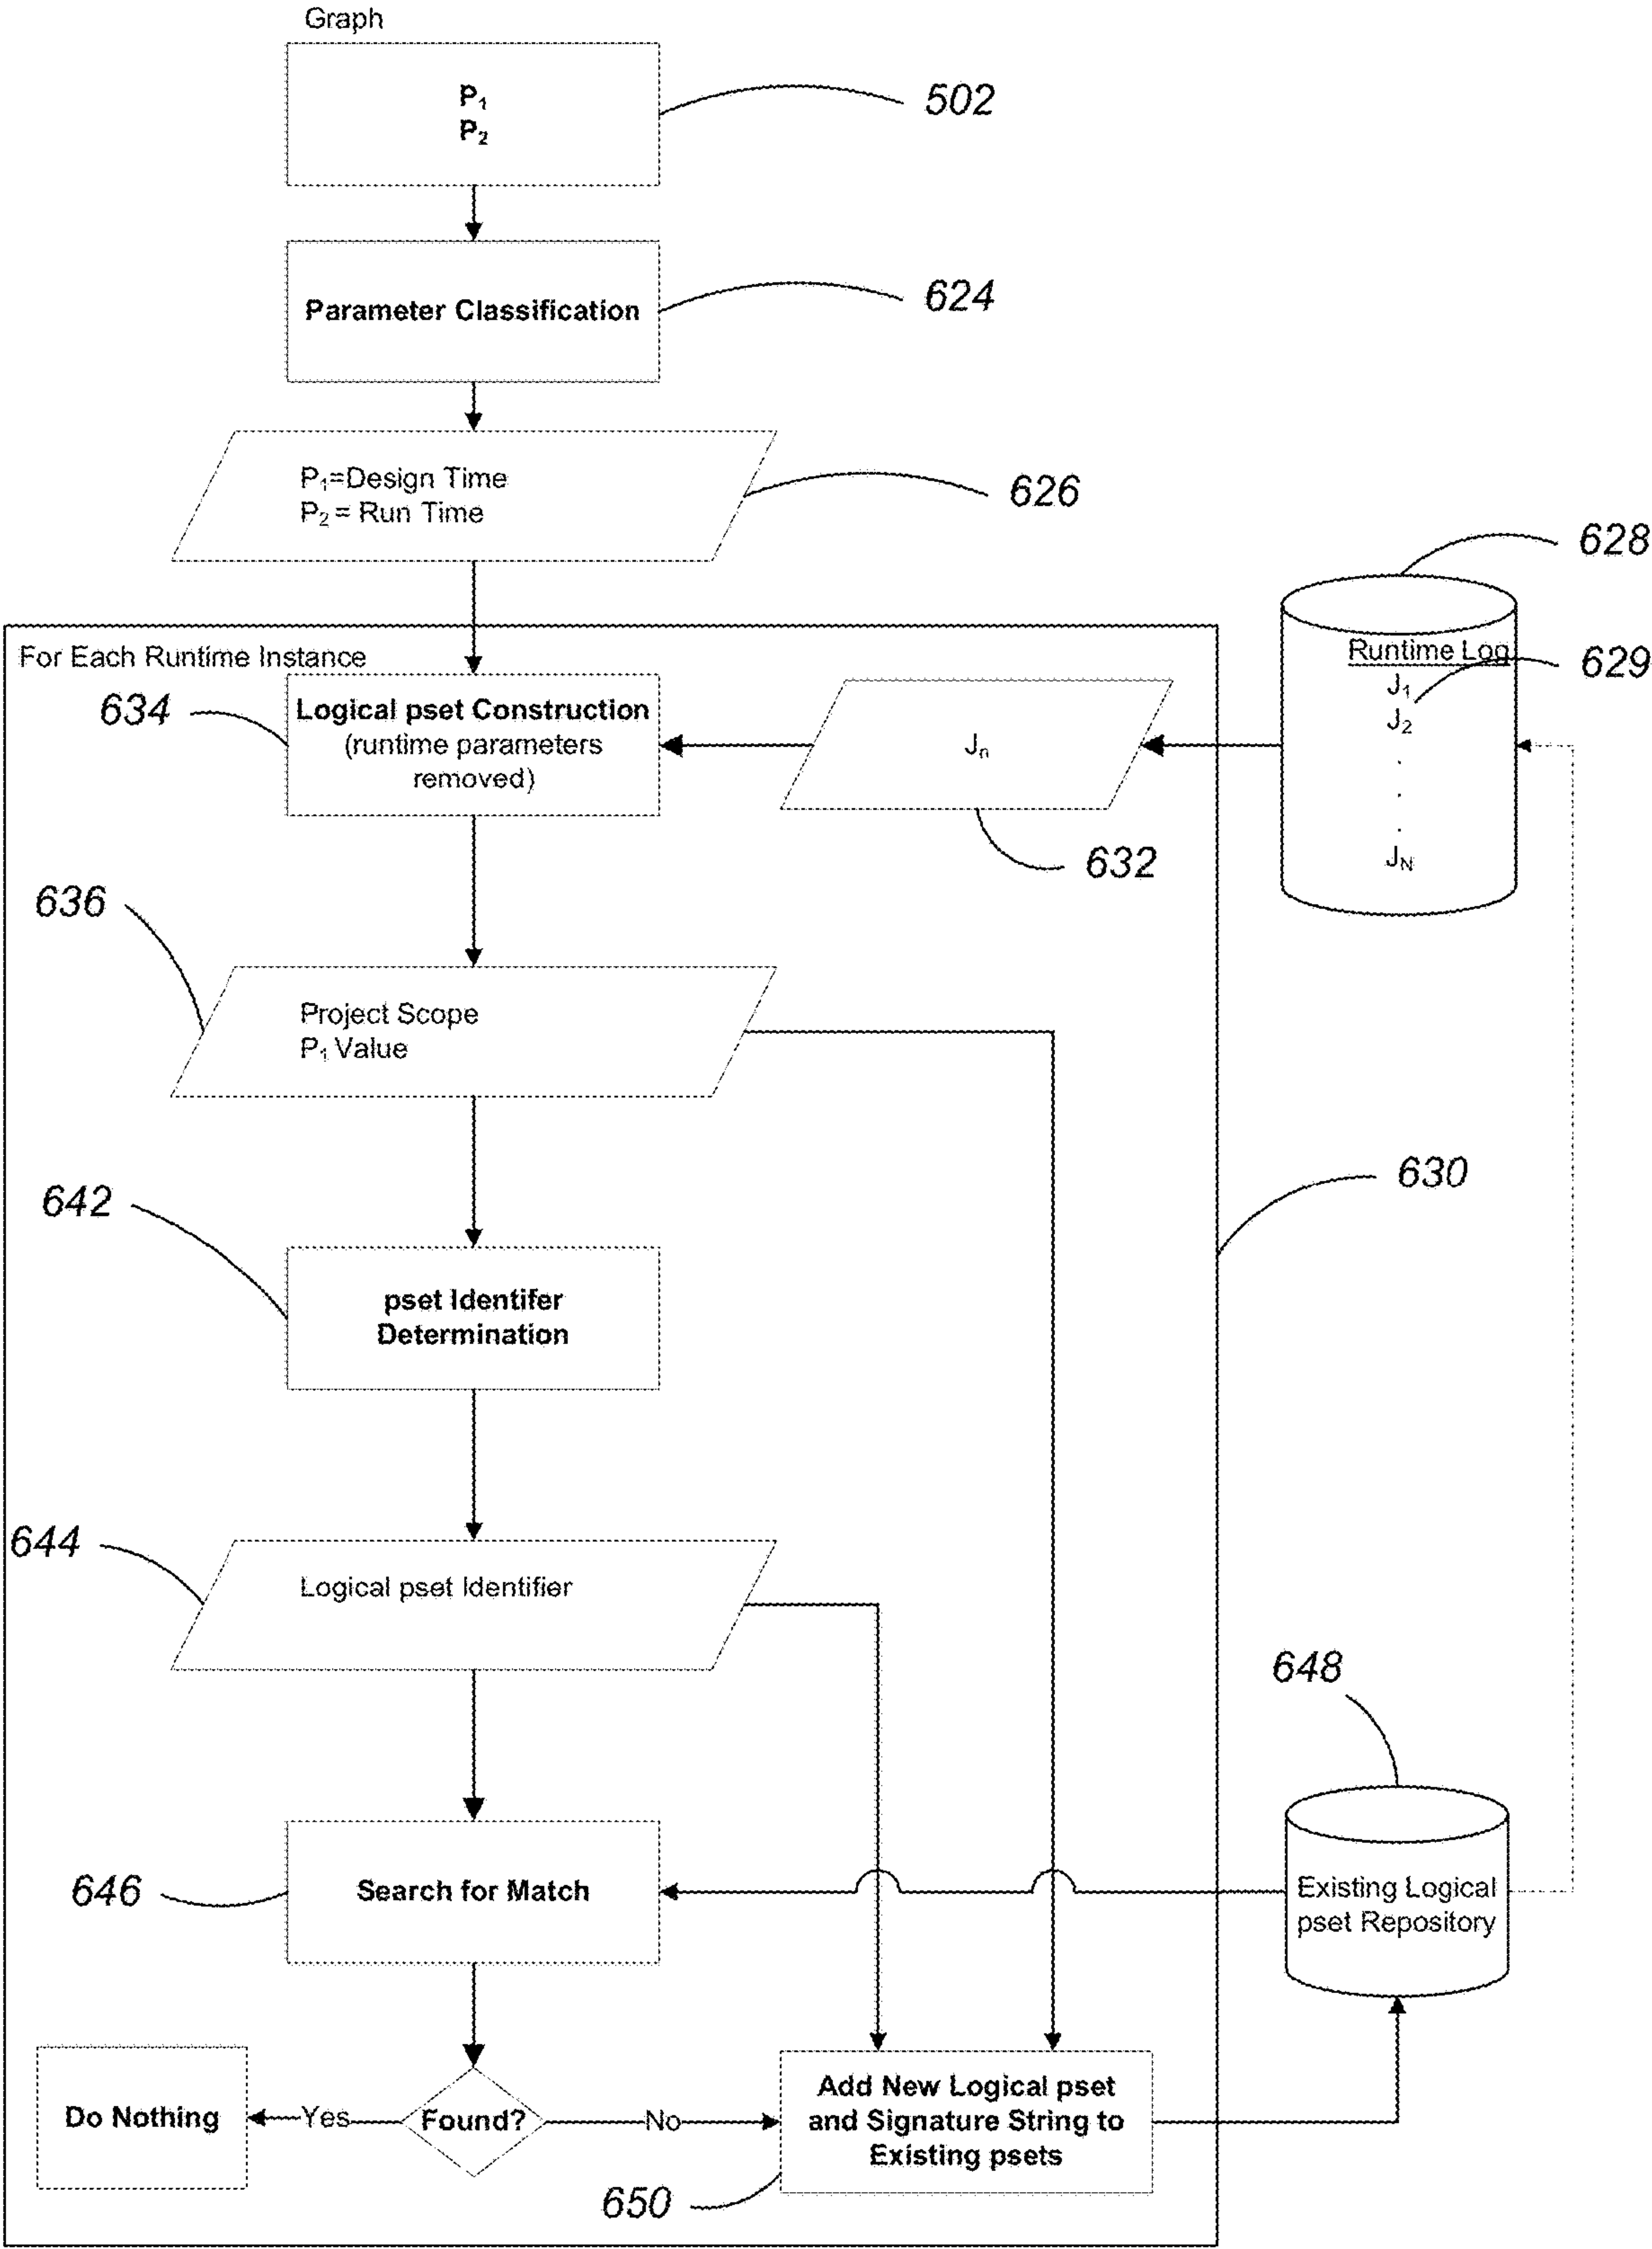 Graph
P₁
P₂
502
Parameter Classification
624
P₁=Design Time
P₂ = Run Time
626
628
For Each Runtime Instance
Runtime Log
629
J₁
J₂
.
.
.
J_N
634
Logical pset Construction
(runtime parameters
removed)
Jₙ
632
636
Project Scope
P₁ Value
630
642
pset Identifer
Determination
644
Logical pset Identifier
648
646
Search for Match
Existing Logical
pset Repository
Do Nothing
Yes
Found?
No
Add New Logical pset
and Signature String to
Existing psets
650